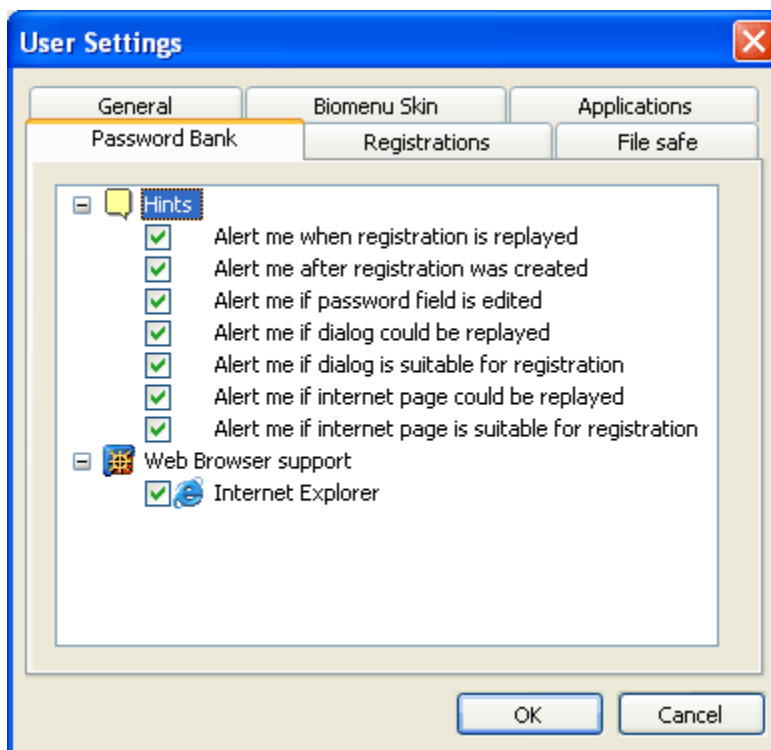 User Settings
General Biomenu Skin Applications
Password Bank Registrations File safe
Hints
Alert me when registration is replayed
Alert me after registration was created
Alert me if password field is edited
Alert me if dialog could be replayed
Alert me if dialog is suitable for registration
Alert me if internet page could be replayed
Alert me if internet page is suitable for registration
Web Browser support
Internet Explorer
OK Cancel